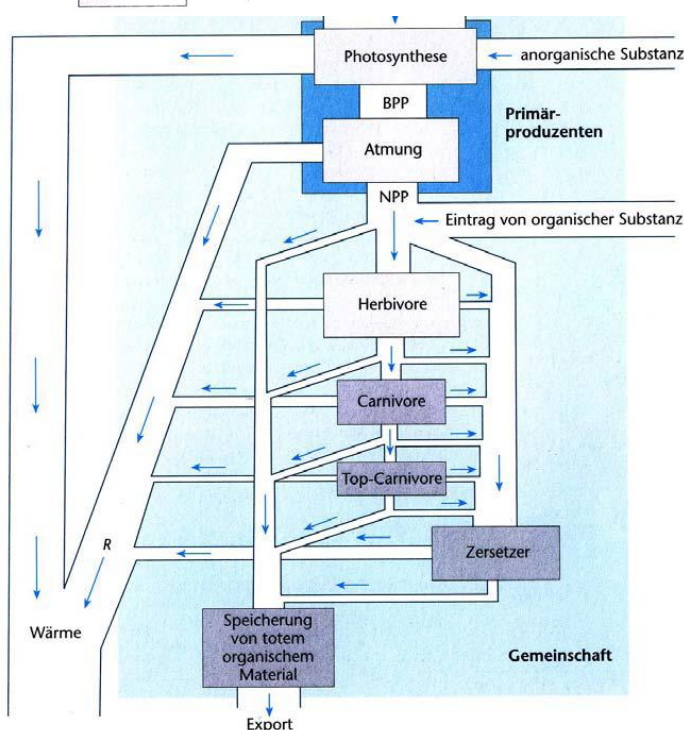 Photosynthese
anorganische Substanz
BPP
Primär-
produzenten
Atmung
NPP
Eintrag von organischer Substanz
Herbivore
Carnivore
Top-Carnivore
R
Zersetzer
Wärme
Speicherung
von totem
organischem
Material
Gemeinschaft
Export